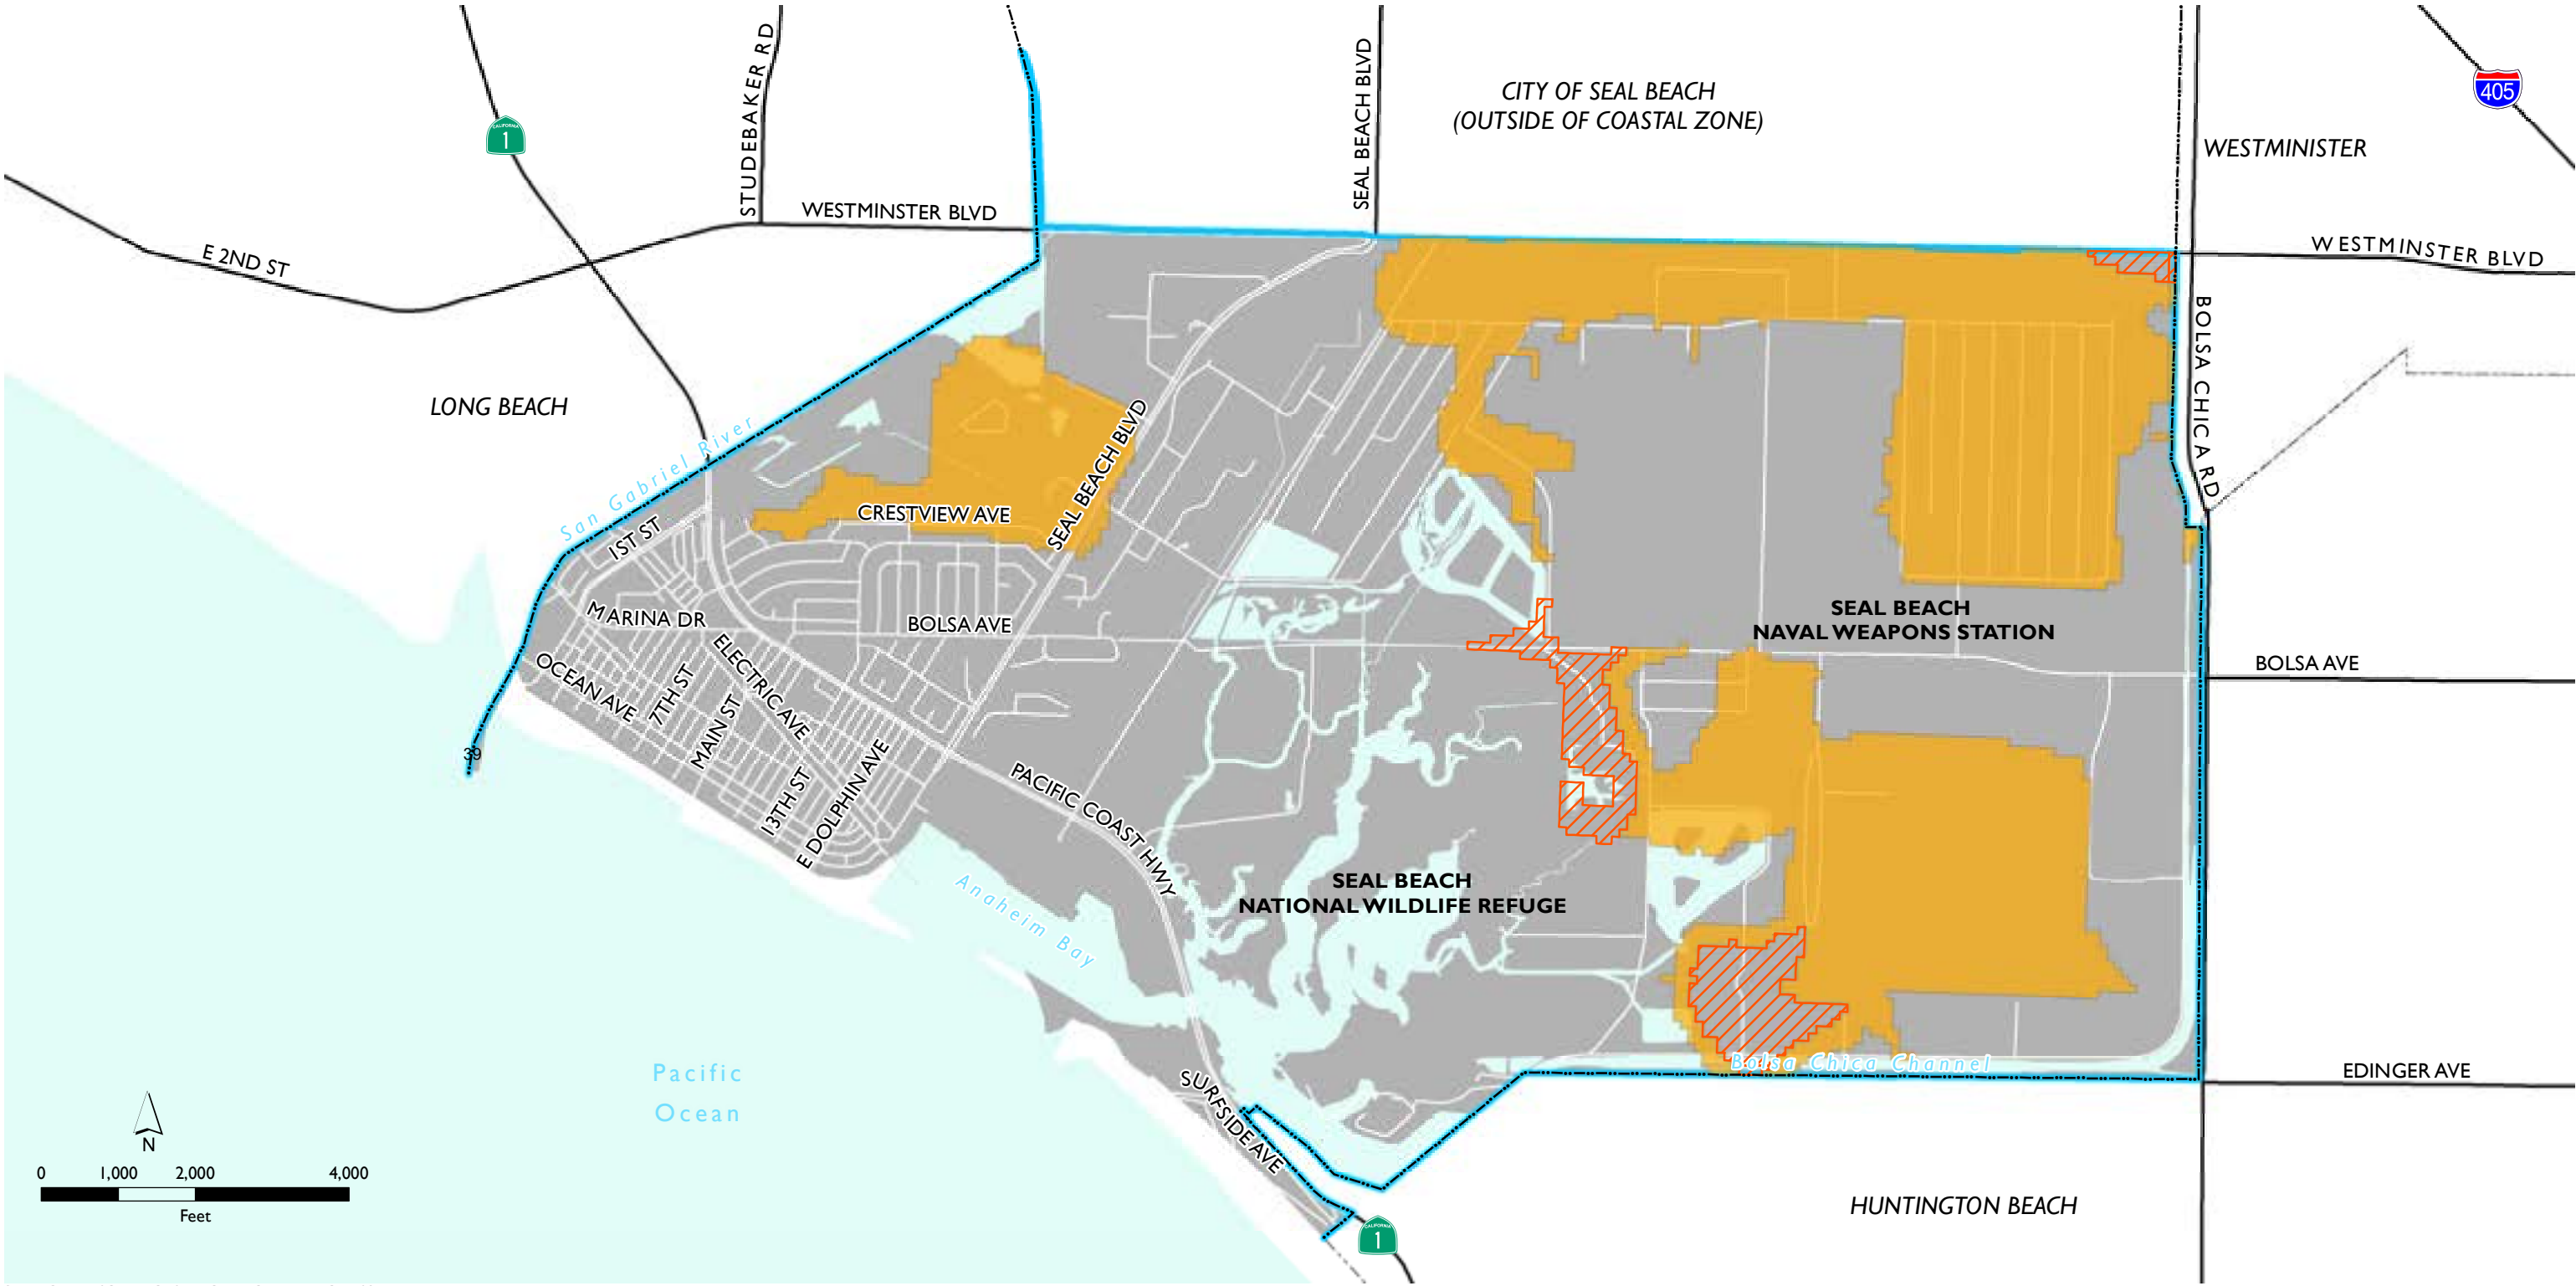 STUDEBAKER RD
SEAL BEACH BLVD
CITY OF SEAL BEACH
(OUTSIDE OF COASTAL ZONE)
405
CALIFORNIA
1
WESTMINISTER
WESTMINSTER BLVD
E 2ND ST
WESTMINSTER BLVD
BOLSA CHICA RD
LONG BEACH
San Gabriel River
SEAL BEACH BLVD
CRESTVIEW AVE
1ST ST
MARINA DR
BOLSA AVE
SEAL BEACH
NAVAL WEAPONS STATION
BOLSA AVE
ELECTRIC AVE
OCEAN AVE
7TH ST
MAIN ST
39
13TH ST
E DOLPHIN AVE
PACIFIC COAST HWY
SEAL BEACH
NATIONAL WILDLIFE REFUGE
Anaheim Bay
Bolsa Chica Channel
EDINGER AVE
Pacific
Ocean
SURFSIDE AVE
N
0 1,000 2,000 4,000
Feet
HUNTINGTON BEACH
CALIFORNIA
1